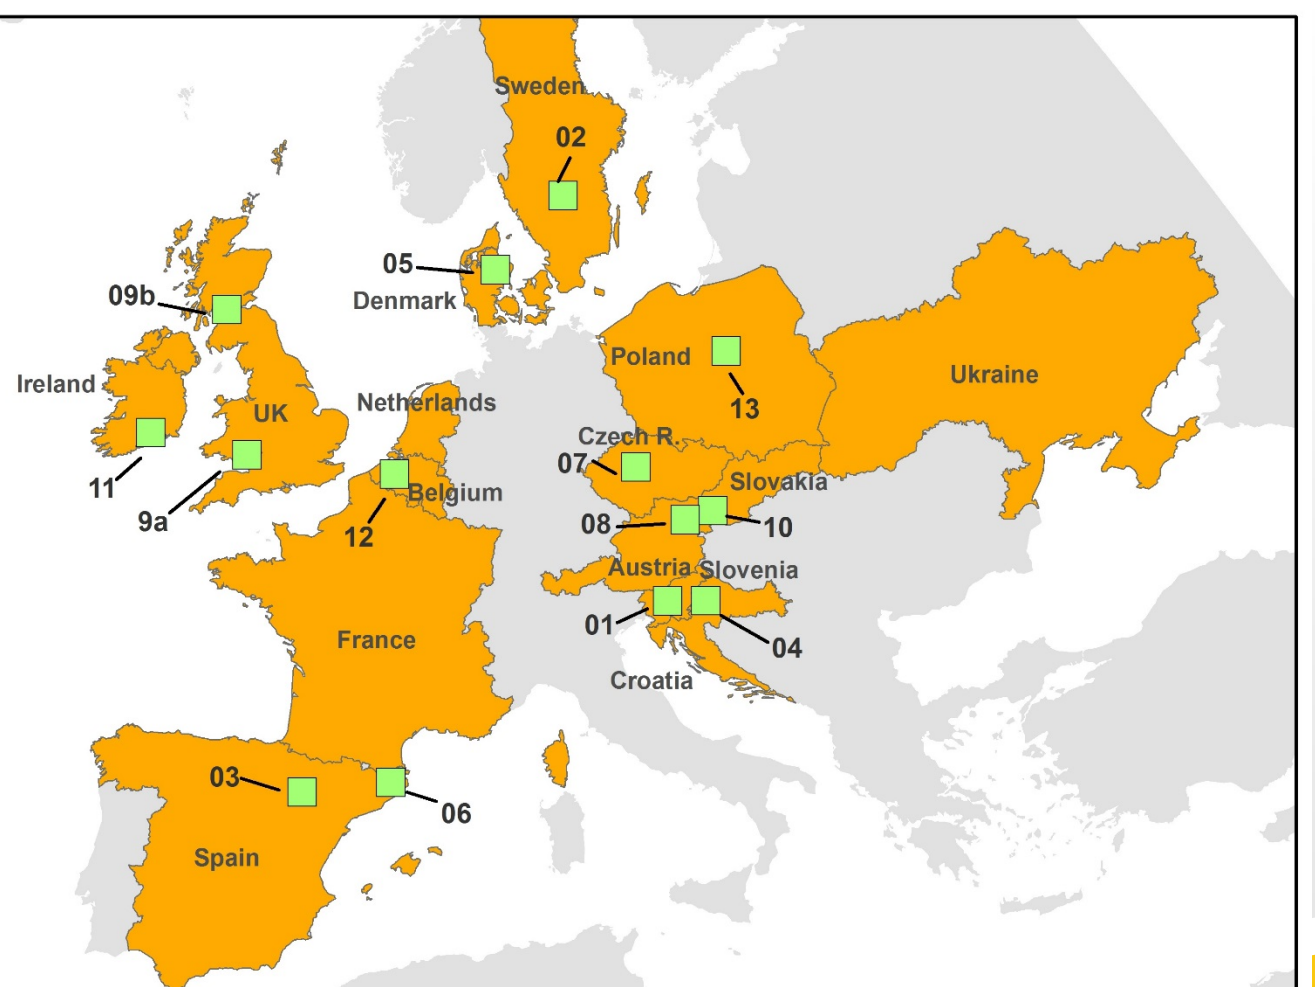 Sweden
02
05
Denmark
09b
Poland
Ukraine
Ireland
Netherlands
UK
13
Czech R.
07
Slovakia
11
Belgium
9a
12
08
10
Austria
Slovenia
01
04
France
Croatia
03
06
Spain